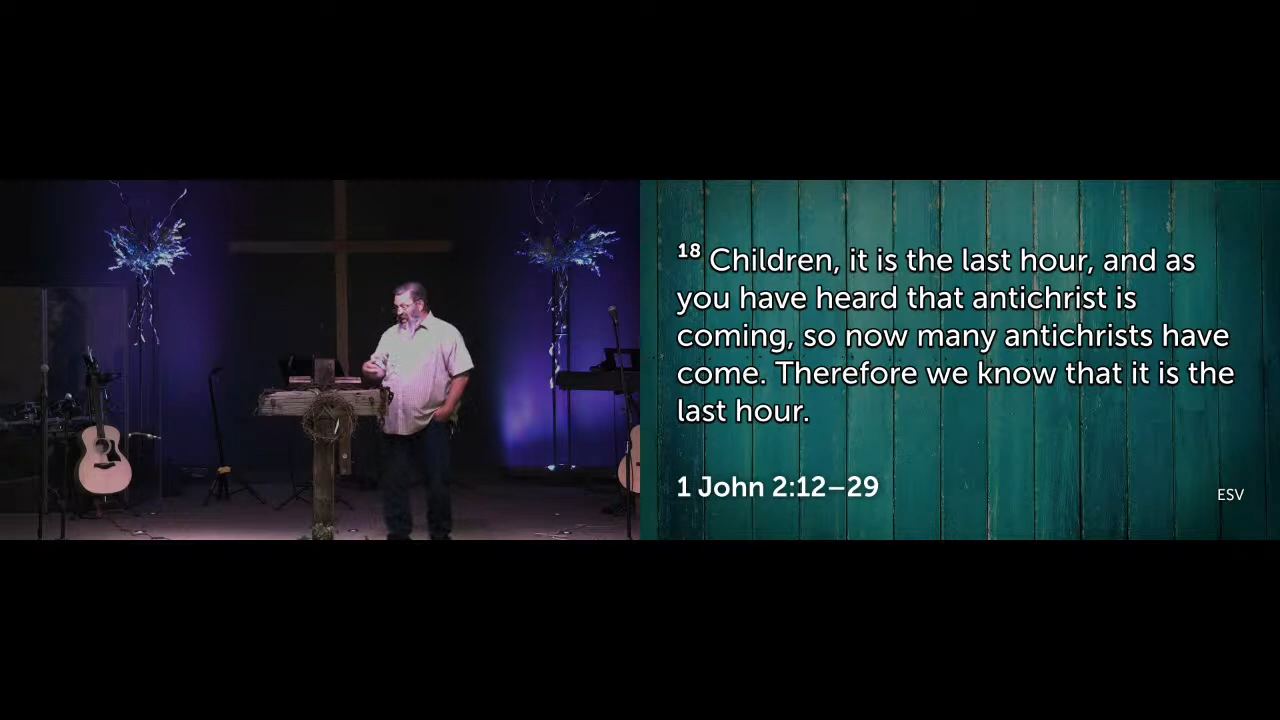 18 Children, it is the last hour, and as
you have heard that antichrist is
coming, so now many antichrists have
come. Therefore we know that it is the
last hour.
1 John 2:12–29
ESV